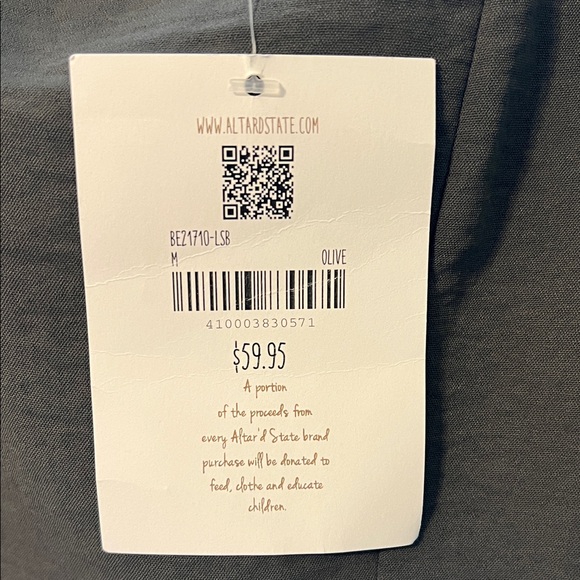 WWW.ALTARDSTATE.COM
BE21710-LSB
M OLIVE
410003830571
$59.95
A portion
of the proceeds from
every Altar'd State brand
purchase will be donated to
feed, clothe and educate
children.